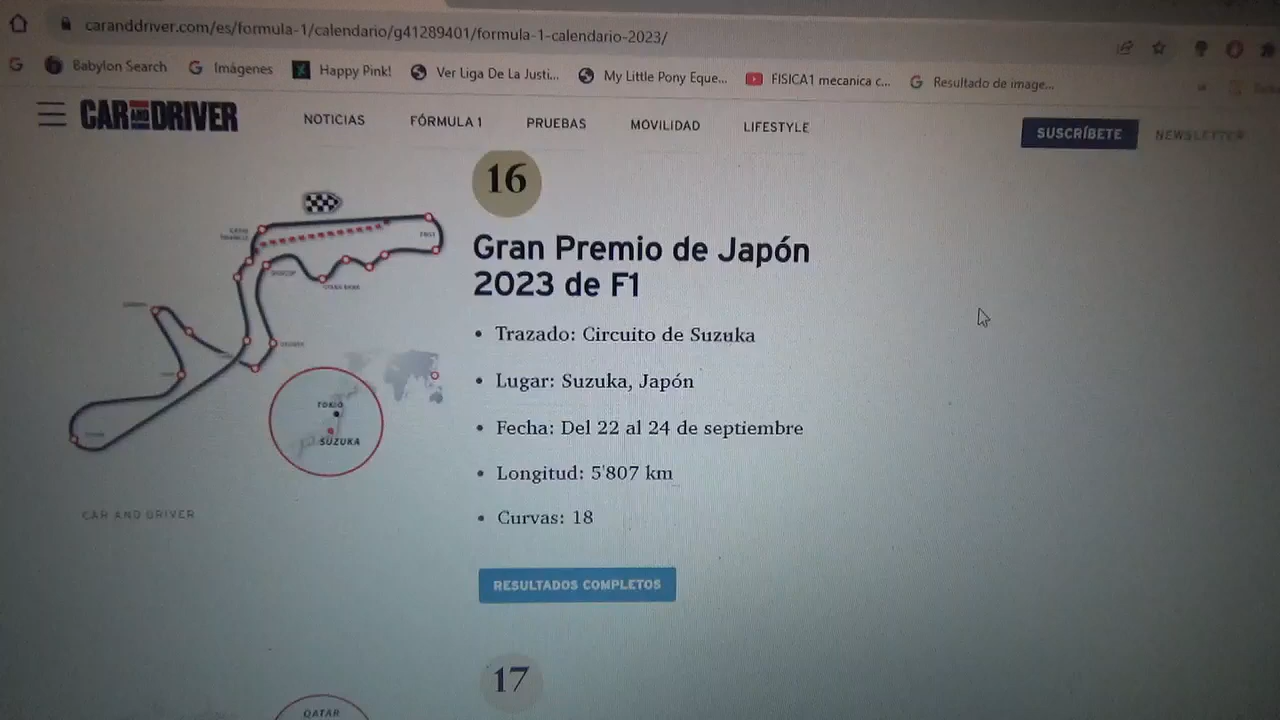 caranddriver.com/es/formula-1/calendario/g41289401/formula-1-calendario-2023/
Babylon Search
Imágenes
Happy Pink!
Ver Liga De La Justi...
My Little Pony Eque...
FISICA1 mecanica c...
Resultado de image...
CAR AND DRIVER
NOTICIAS
FÓRMULA 1
PRUEBAS
MOVILIDAD
LIFESTYLE
SUSCRÍBETE
NEWSLETTER
16
Gran Premio de Japón
2023 de F1
• Trazado: Circuito de Suzuka
• Lugar: Suzuka, Japón
• Fecha: Del 22 al 24 de septiembre
• Longitud: 5'807 km
• Curvas: 18
TOKIO
SUZUKA
CAR AND DRIVER
RESULTADOS COMPLETOS
17
QATAR